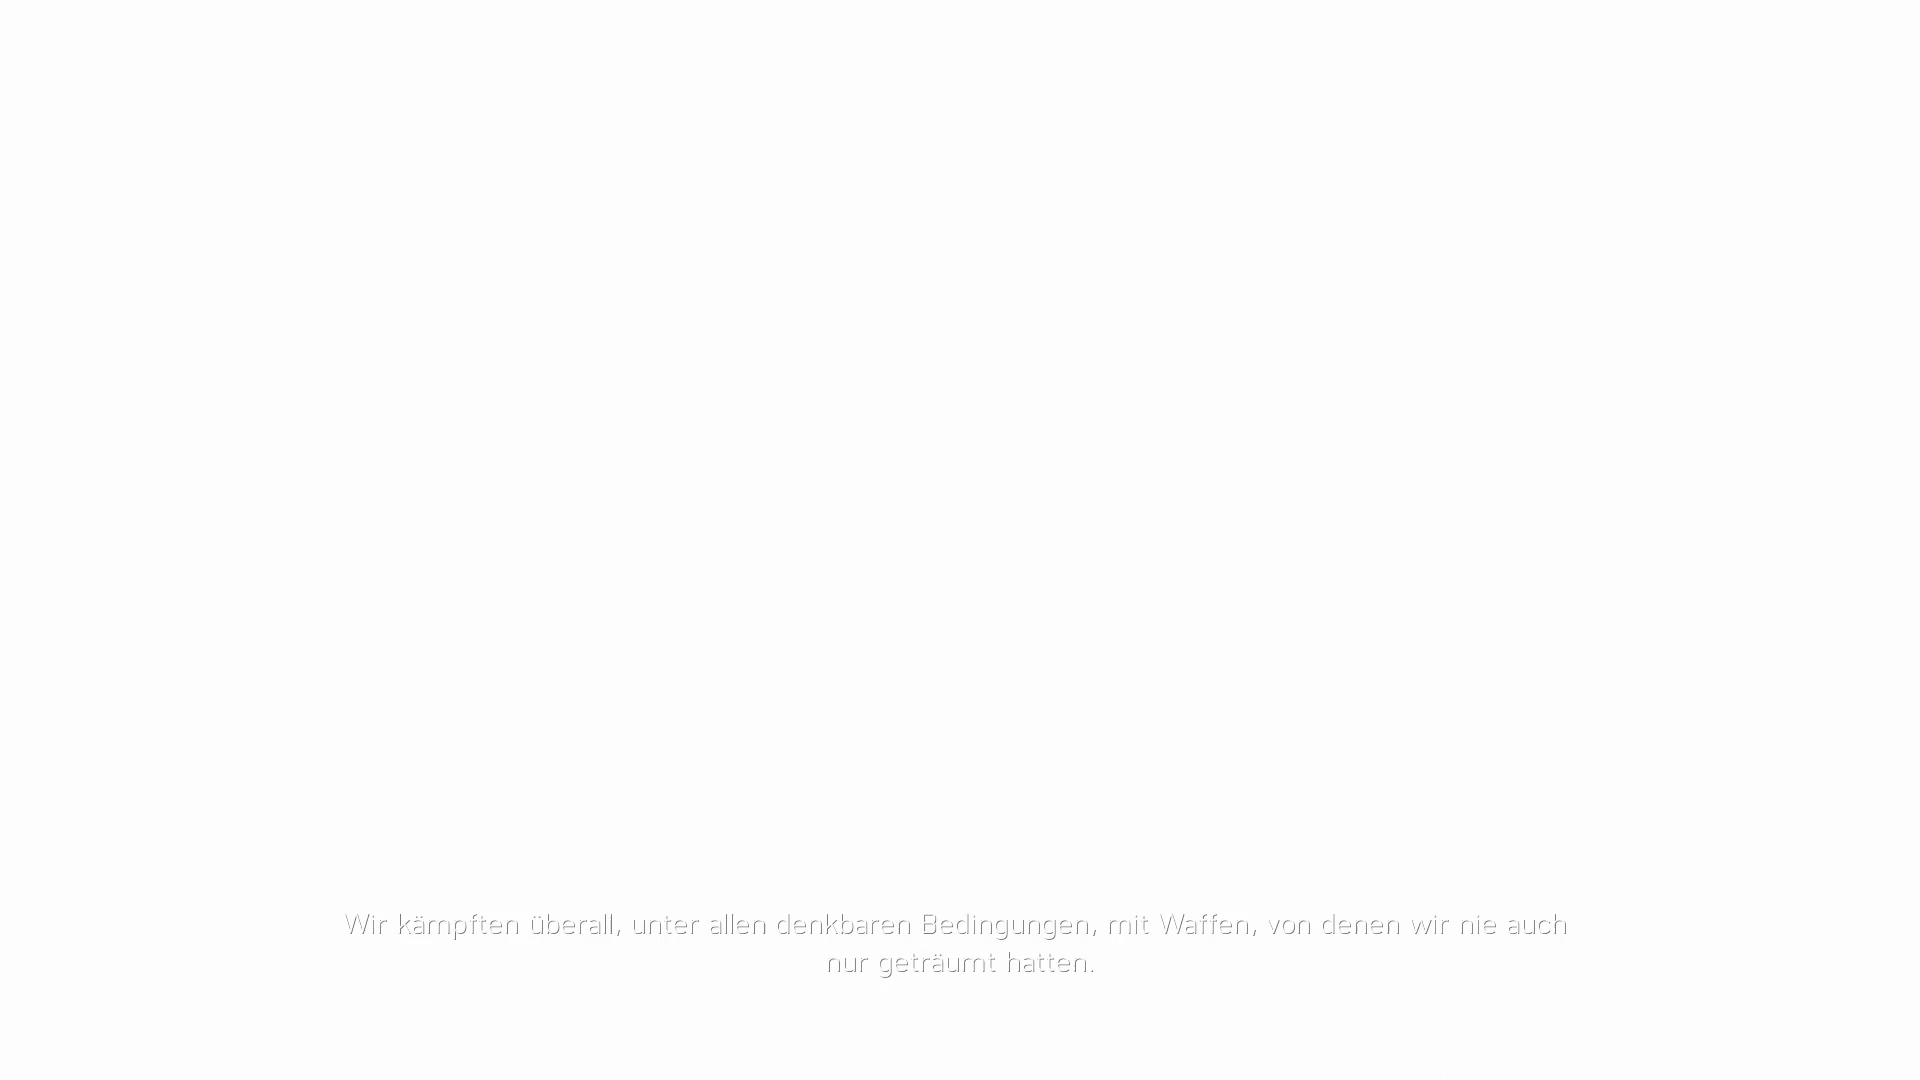 Wir kämpften überall, unter allen denkbaren Bedingungen, mit Waffen, von denen wir nie auch
nur geträumt hatten.